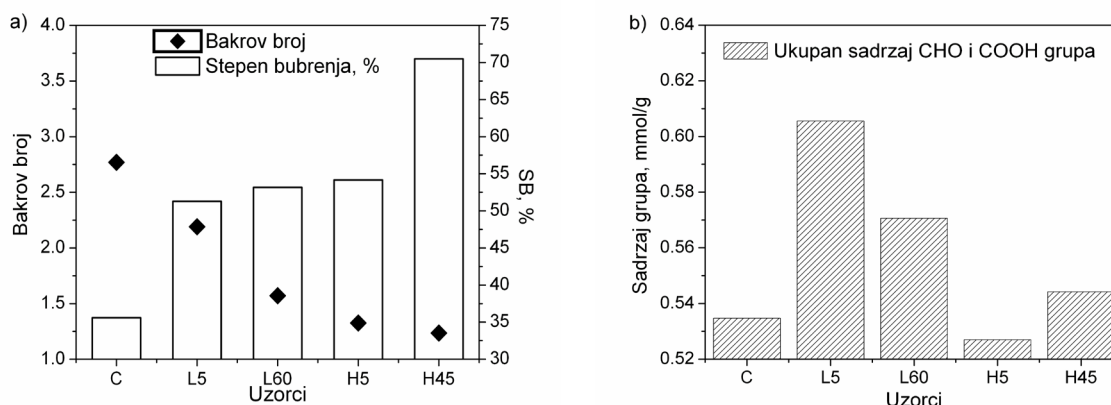 a)
Bakrov broj
Stepen bubrenja, %
4.0
3.5
3.0
2.5
2.0
1.5
1.0
Bakrov broj
75
70
65
60
55
50
45
40
35
30
SB, %
C L5 L60 H5 H45
Uzorci
b)
Ukupan sadrzaj CHO i COOH grupa
0.64
0.62
0.60
0.58
0.56
0.54
0.52
Sadrzaj grupa, mmol/g
C L5 L60 H5 H45
Uzorci